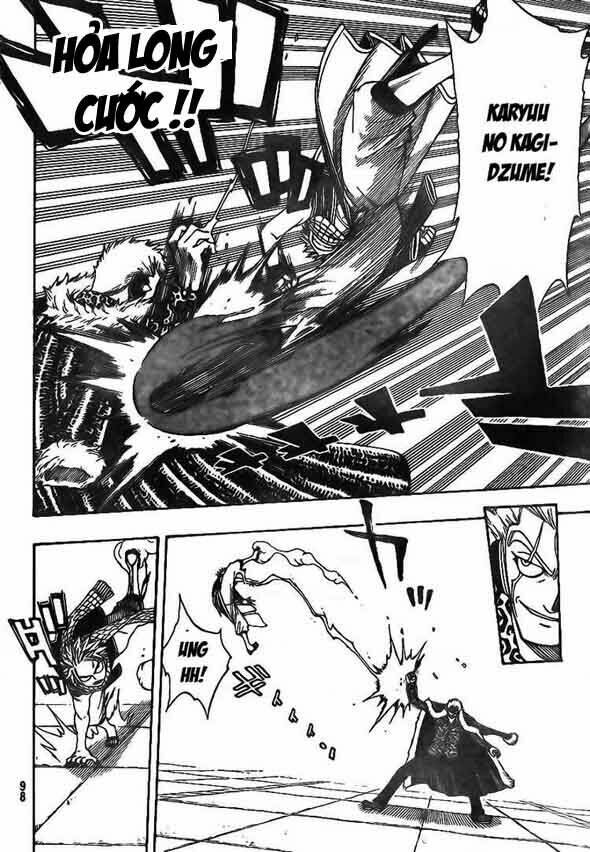 HỎA LONG
CƯỚC !!
KARYUU
NO KAGI-
DZUME!
UNG
HH!
98